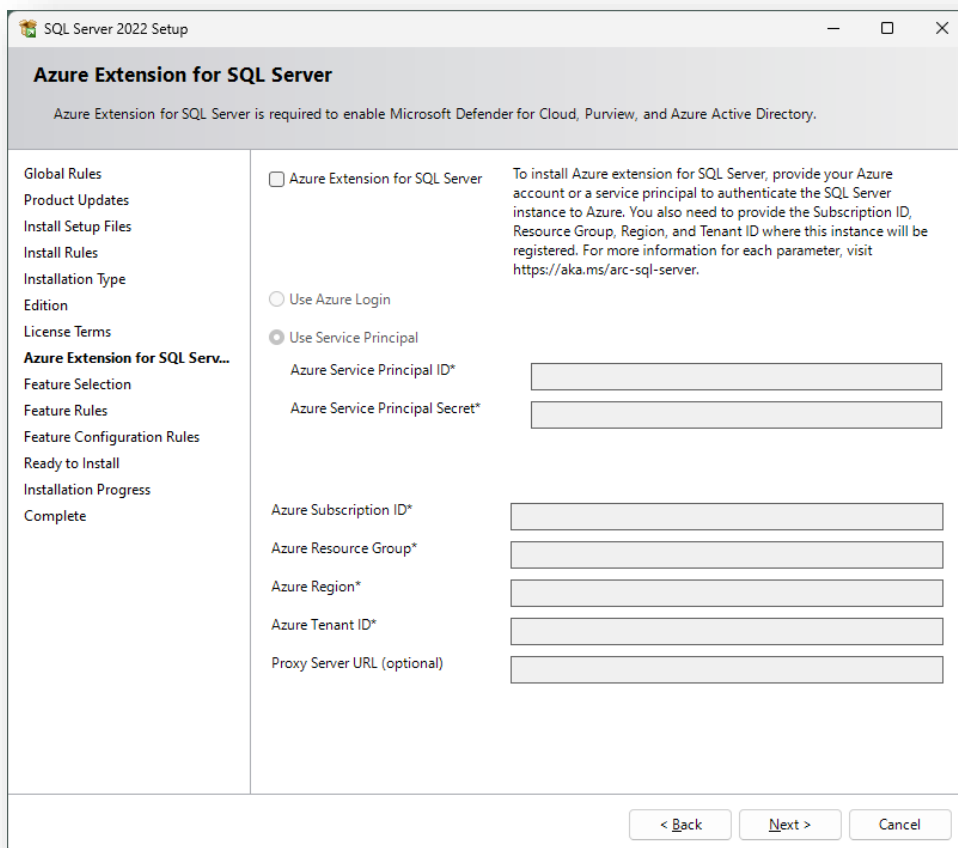 SQL Server 2022 Setup
Azure Extension for SQL Server
Azure Extension for SQL Server is required to enable Microsoft Defender for Cloud, Purview, and Azure Active Directory.
Global Rules
Product Updates
Install Setup Files
Install Rules
Installation Type
Edition
License Terms
Azure Extension for SQL Serv...
Feature Selection
Feature Rules
Feature Configuration Rules
Ready to Install
Installation Progress
Complete
Azure Extension for SQL Server
To install Azure extension for SQL Server, provide your Azure
account or a service principal to authenticate the SQL Server
instance to Azure. You also need to provide the Subscription ID,
Resource Group, Region, and Tenant ID where this instance will be
registered. For more information for each parameter, visit
https://aka.ms/arc-sql-server.
Use Azure Login
Use Service Principal
Azure Service Principal ID*
Azure Service Principal Secret*
Azure Subscription ID*
Azure Resource Group*
Azure Region*
Azure Tenant ID*
Proxy Server URL (optional)
< Back
Next >
Cancel